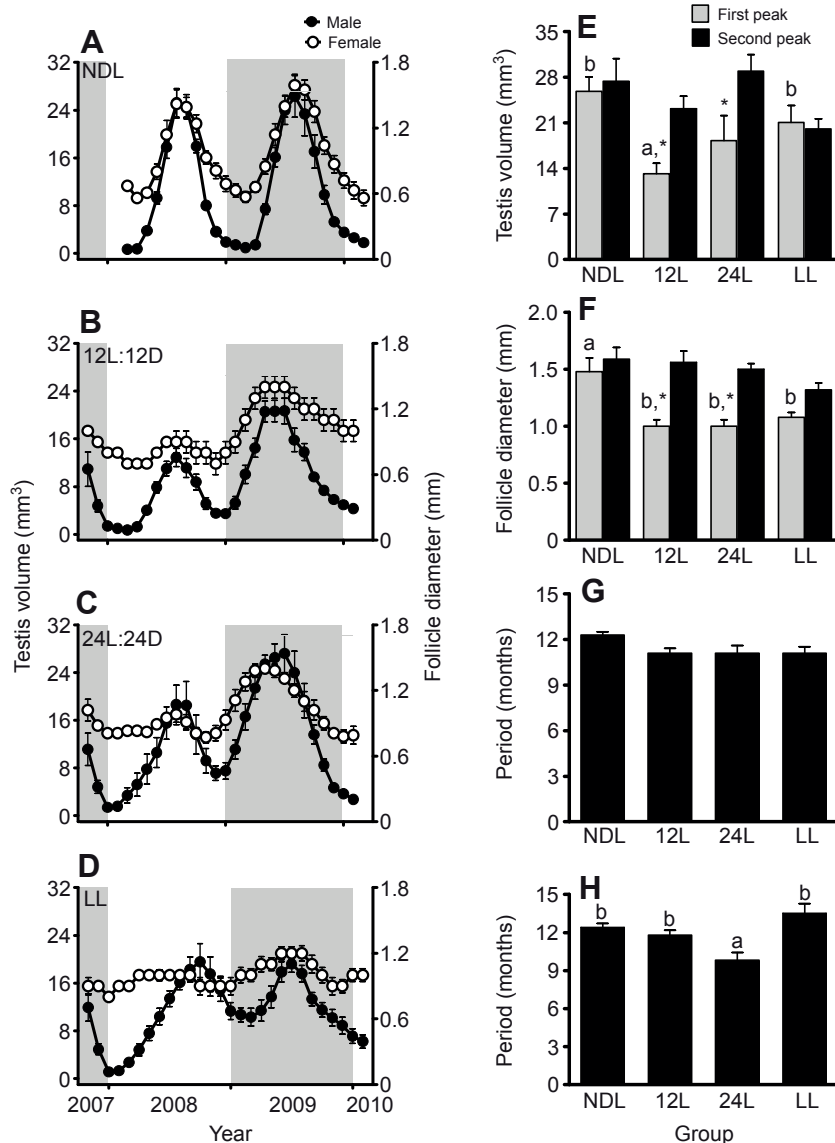 Male
Female
A
NDL
32
24
16
8
0
1.8
1.2
0.6
0
B
12L:12D
32
24
16
8
0
1.8
1.2
0.6
0
C
24L:24D
32
24
16
8
0
1.8
1.2
0.6
0
D
LL
32
24
16
8
0
1.8
1.2
0.6
0
Testis volume (mm³)
Follicle diameter (mm)
2007 2008 2009 2010
Year
First peak
Second peak
E
Testis volume (mm³)
35
28
21
14
7
0
b
a,*
*
b
NDL 12L 24L LL
F
Follicle diameter (mm)
2.0
1.5
1.0
0.5
0
a
b,*
b,*
b
NDL 12L 24L LL
G
Period (months)
15
12
9
6
3
0
NDL 12L 24L LL
H
Period (months)
15
12
9
6
3
0
b
b
a
b
NDL 12L 24L LL
Group